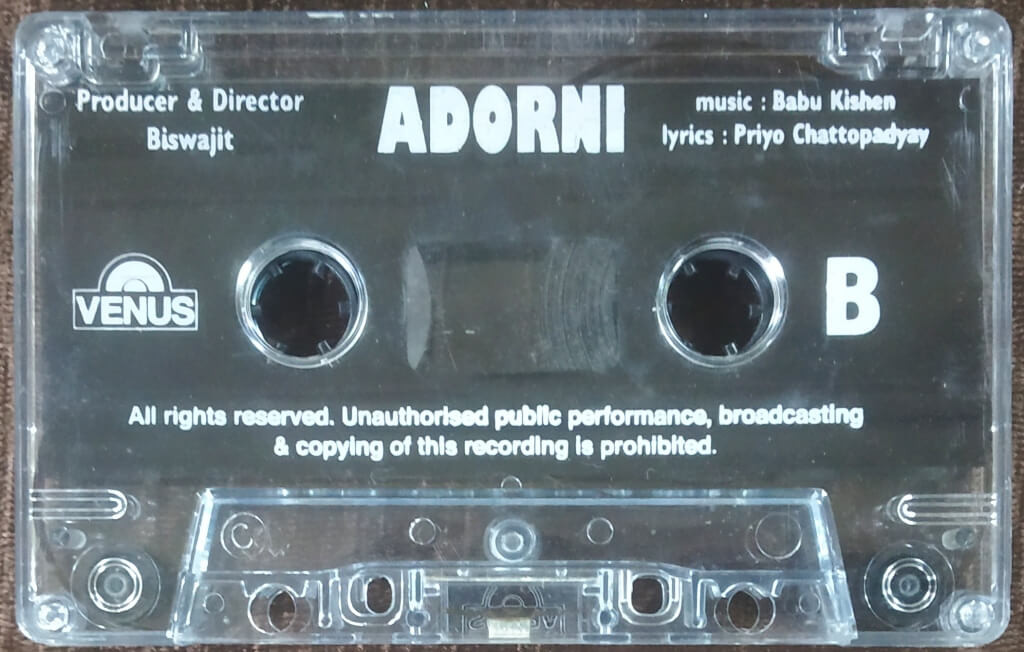 Producer & Director
Biswajit
ADORNI
music : Babu Kishen
lyrics : Priyo Chattopadyay
VENUS
B
All rights reserved. Unauthorised public performance, broadcasting
& copying of this recording is prohibited.